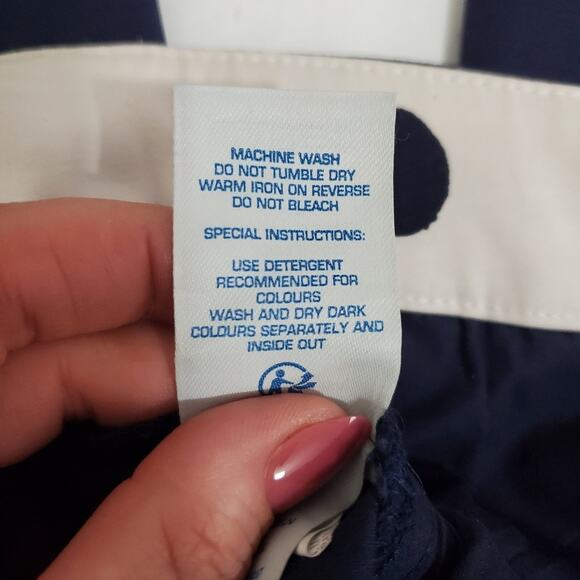 MACHINE WASH
DO NOT TUMBLE DRY
WARM IRON ON REVERSE
DO NOT BLEACH
SPECIAL INSTRUCTIONS:
USE DETERGENT
RECOMMENDED FOR
COLOURS
WASH AND DRY DARK
COLOURS SEPARATELY AND
INSIDE OUT